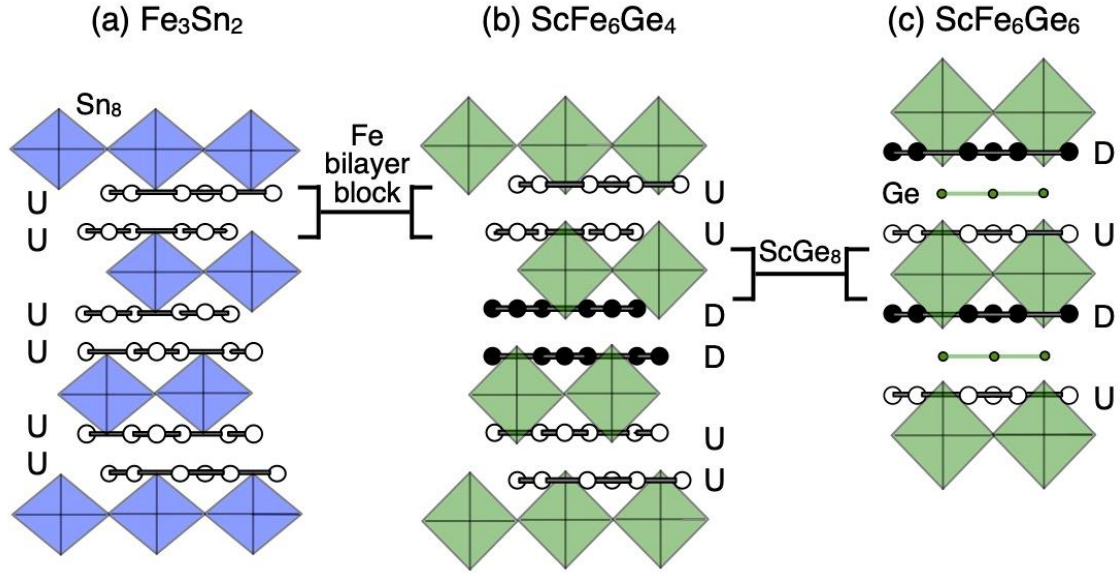 (a) Fe₃Sn₂
(b) ScFe₆Ge₄
(c) ScFe₆Ge₆
Sn₈
Fe
bilayer
block
U
U
U
U
U
U
U
U
D
D
U
U
ScGe₈
Ge
D
U
D
U